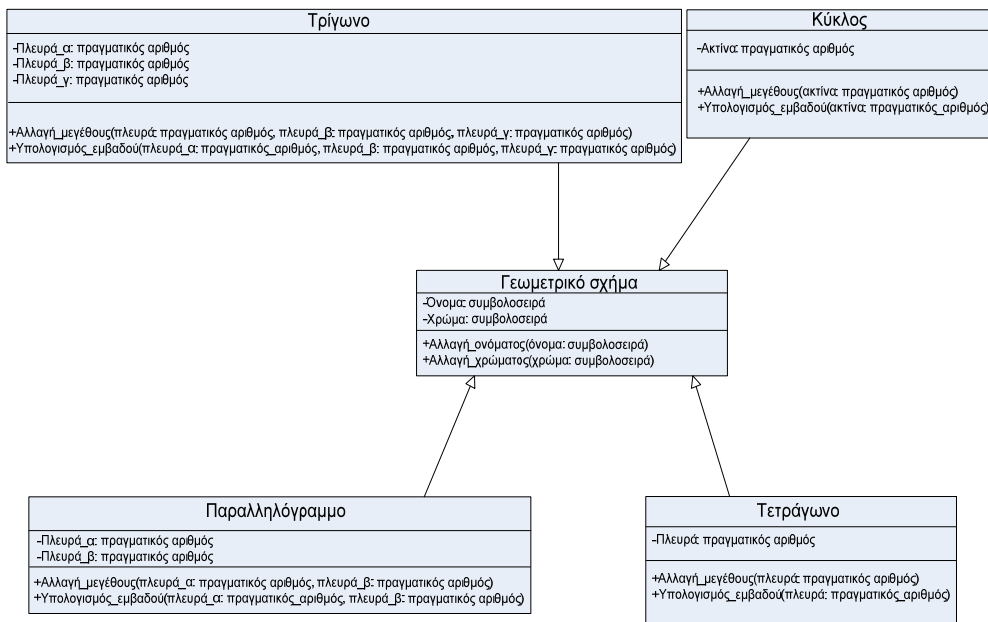 Τρίγωνο
-Πλευρά_α: πραγματικός αριθμός
-Πλευρά_β: πραγματικός αριθμός
-Πλευρά_γ: πραγματικός αριθμός
+Αλλαγή_μεγέθους(πλευρά: πραγματικός αριθμός, πλευρά_β: πραγματικός αριθμός, πλευρά_γ: πραγματικός αριθμός)
+Υπολογισμός_εμβαδού(πλευρά_α: πραγματικός_αριθμός, πλευρά_β: πραγματικός αριθμός, πλευρά_γ: πραγματικός αριθμός)
Κύκλος
-Ακτίνα: πραγματικός αριθμός
+Αλλαγή_μεγέθους(ακτίνα: πραγματικός αριθμός)
+Υπολογισμός_εμβαδού(ακτίνα: πραγματικός_αριθμός)
Γεωμετρικό σχήμα
-Όνομα: συμβολοσειρά
-Χρώμα: συμβολοσειρά
+Αλλαγή_ονόματος(όνομα: συμβολοσειρά)
+Αλλαγή_χρώματος(χρώμα: συμβολοσειρά)
Παραλληλόγραμμο
-Πλευρά_α: πραγματικός αριθμός
-Πλευρά_β: πραγματικός αριθμός
+Αλλαγή_μεγέθους(πλευρά_α: πραγματικός αριθμός, πλευρά_β: πραγματικός αριθμός)
+Υπολογισμός_εμβαδού(πλευρά_α: πραγματικός_αριθμός, πλευρά_β: πραγματικός αριθμός)
Τετράγωνο
-Πλευρά: πραγματικός αριθμός
+Αλλαγή_μεγέθους(πλευρά: πραγματικός αριθμός)
+Υπολογισμός_εμβαδού(πλευρά: πραγματικός_αριθμός)